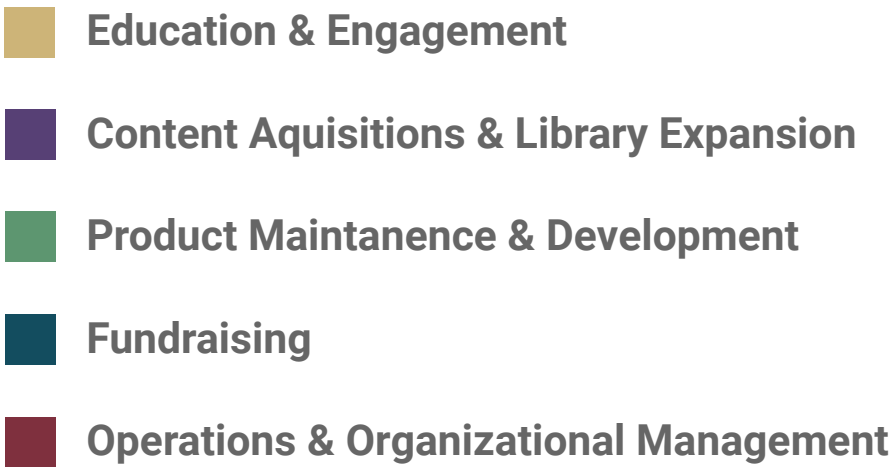 Education & Engagement
Content Aquisitions & Library Expansion
Product Maintanence & Development
Fundraising
Operations & Organizational Management